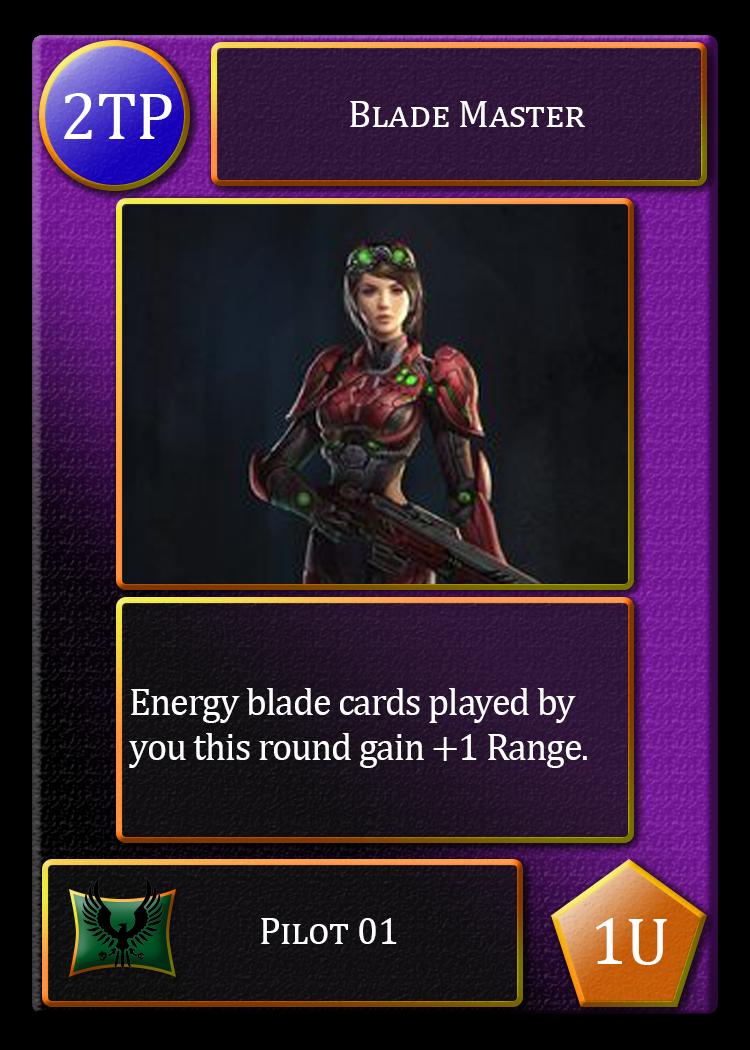 2TP
Blade Master
Energy blade cards played by
you this round gain +1 Range.
Pilot 01
1U